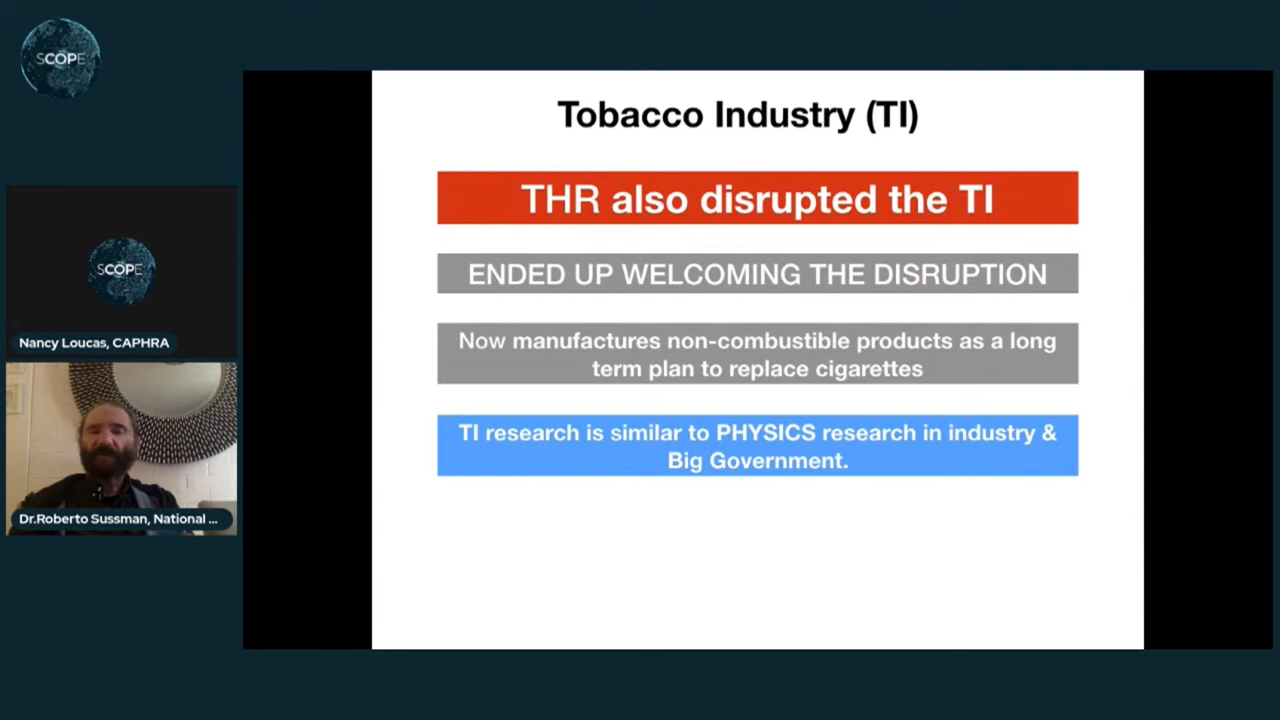 SCOPE
Tobacco Industry (TI)
THR also disrupted the TI
ENDED UP WELCOMING THE DISRUPTION
Now manufactures non-combustible products as a long
term plan to replace cigarettes
TI research is similar to PHYSICS research in industry &
Big Government.
SCOPE
Nancy Loucas, CAPHRA
Dr.Roberto Sussman, National ...